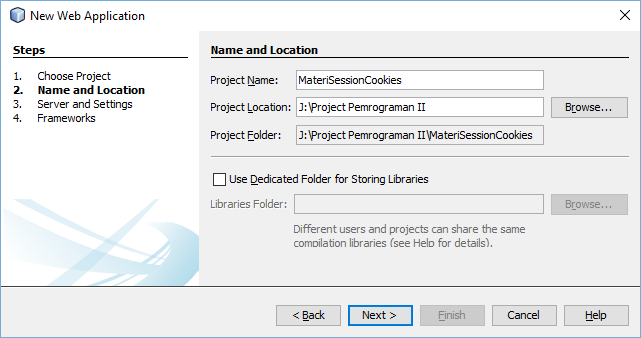 New Web Application
Steps
1. Choose Project
2. Name and Location
3. Server and Settings
4. Frameworks
Name and Location
Project Name: MateriSessionCookies
Project Location: J:\Project Pemrograman II Browse...
Project Folder: J:\Project Pemrograman II\MateriSessionCookies
Use Dedicated Folder for Storing Libraries
Libraries Folder: Browse...
Different users and projects can share the same
compilation libraries (see Help for details).
< Back Next > Finish Cancel Help